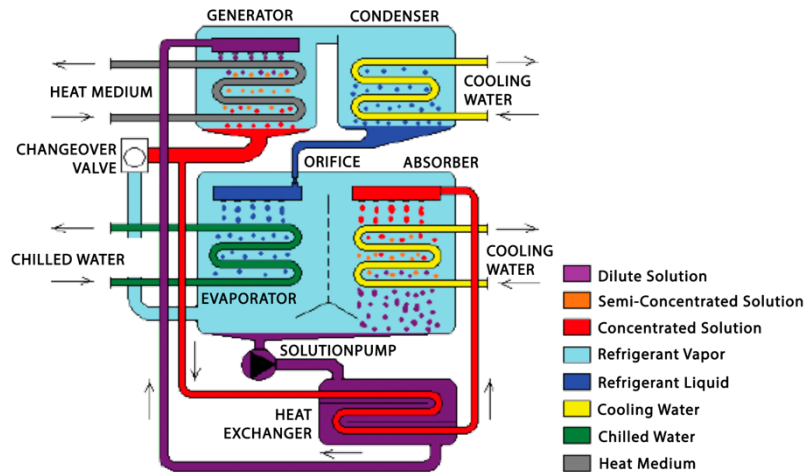 GENERATOR
CONDENSER
HEAT MEDIUM
COOLING
WATER
CHANGEOVER
VALVE
ORIFICE
ABSORBER
CHILLED WATER
COOLING
WATER
EVAPORATOR
SOLUTIONPUMP
HEAT
EXCHANGER
Dilute Solution
Semi-Concentrated Solution
Concentrated Solution
Refrigerant Vapor
Refrigerant Liquid
Cooling Water
Chilled Water
Heat Medium